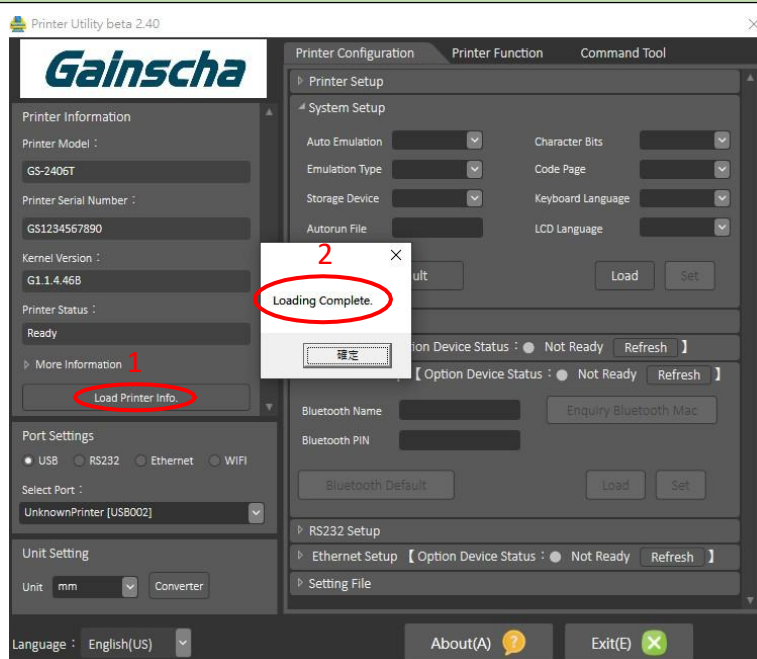 Printer Utility beta 2.40
Gainscha
Printer Information
Printer Model :
GS-2406T
Printer Serial Number :
GS1234567890
Kernel Version :
G1.1.4.46B
Printer Status :
Ready
More Information
1
Load Printer Info.
Port Settings
USB RS232 Ethernet WIFI
Select Port :
UnknownPrinter [USB002]
Unit Setting
Unit mm Converter
Language : English(US)
Printer Configuration Printer Function Command Tool
Printer Setup
System Setup
Auto Emulation Character Bits
Emulation Type Code Page
Storage Device Keyboard Language
Autorun File LCD Language
Load Set
2
Loading Complete.
確定
Device Status : Not Ready Refresh 】
【 Option Device Status : Not Ready Refresh 】
Bluetooth Name Enquiry Bluetooth Mac
Bluetooth PIN
Bluetooth Default Load Set
RS232 Setup
Ethernet Setup 【 Option Device Status : Not Ready Refresh 】
Setting File
About(A) Exit(E)